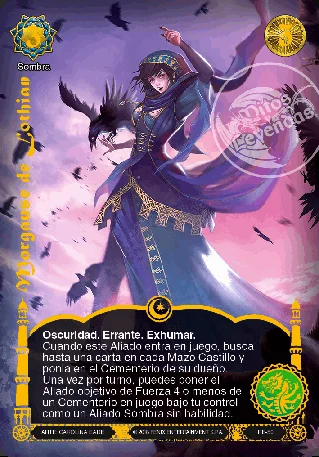 Sombra
Morgause de Lothian
Mitos y
Leyendas
Oscuridad. Errante. Exhumar.
Cuando este Aliado entra en juego, busca
hasta una carta en cada Mazo Castillo y
ponla en el Cementerio de su dueño.
Una vez por turno, puedes poner el
Aliado objetivo de Fuerza 4 o menos de
un Cementerio en juego bajo tu control
como un Aliado Sombra sin habilidad.